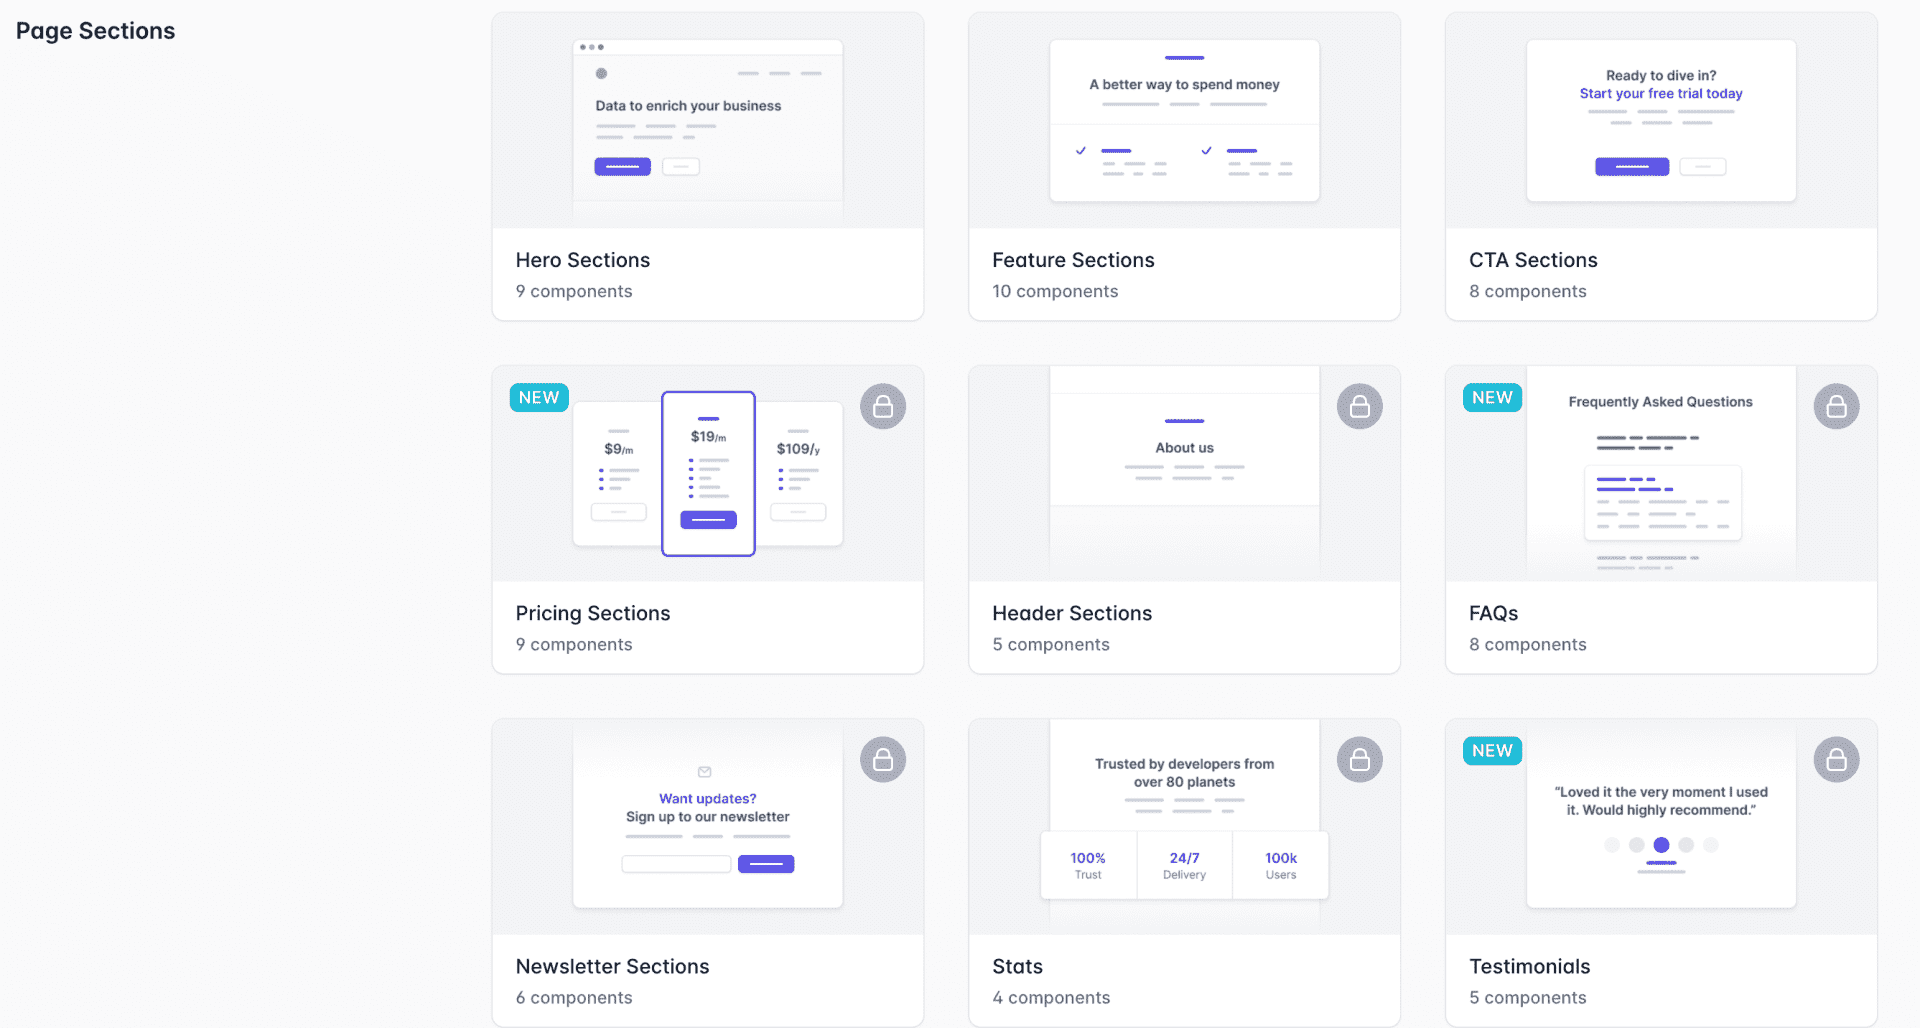 Page Sections
Data to enrich your business
Hero Sections
9 components
A better way to spend money
Feature Sections
10 components
Ready to dive in?
Start your free trial today
CTA Sections
8 components
NEW
$9/m
$19/m
$109/y
Pricing Sections
9 components
About us
Header Sections
5 components
NEW
Frequently Asked Questions
FAQs
8 components
Want updates?
Sign up to our newsletter
Newsletter Sections
6 components
Trusted by developers from
over 80 planets
100%
Trust
24/7
Delivery
100k
Users
Stats
4 components
NEW
“Loved it the very moment I used
it. Would highly recommend.”
Testimonials
5 components